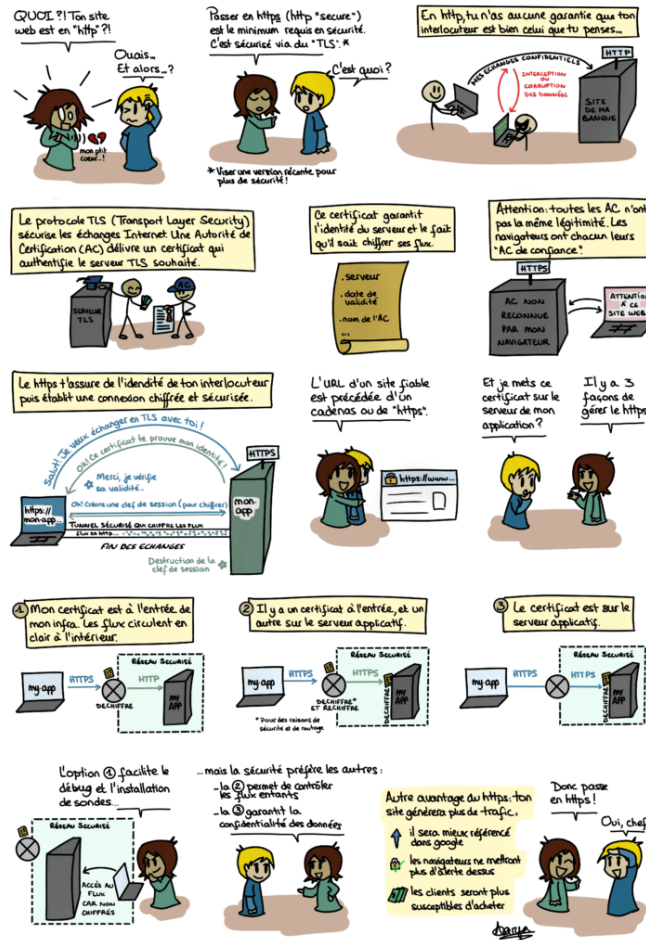 QUOI ?! Ton site
web est en "http" ?!
Ouais...
Et alors...?
mon ptit
coeur...!
Passer en https (http "secure")
est le minimum requis en sécurité.
C'est sécurisé via du "TLS". *
C'est quoi ?
* Viser une version récente pour
plus de sécurité !
En http, tu n'as aucune garantie que ton
interlocuteur est bien celui que tu penses...
HTTP
MES ECHANGES CONFIDENTIELS
INTERCEPTION
OU
CORRUPTION
DES DONNÉES
SITE
DE MA
BANQUE
Le protocole TLS (Transport Layer Security)
sécurise les échanges Internet. Une Autorité de
Certification (AC) délivre un certificat qui
authentifie le serveur TLS souhaité.
SERVEUR
TLS
AC
Ce certificat garantit
l'identité du serveur et le fait
qu'il sait chiffrer ses flux.
. serveur
. date de
validité
. nom de l'AC
...
Attention : toutes les AC n'ont
pas la même légitimité. Les
navigateurs ont chacun leurs
"AC de confiance".
HTTPS
AC NON
RECONNUE
PAR MON
NAVIGATEUR
ATTENTION
À CE
SITE WEB
Le https t'assure de l'idendité de ton interlocuteur
puis établit une connexion chiffrée et sécurisée.
Salut! Je veux échanger en TLS avec toi !
Ok! Ce certificat te prouve mon identité !
HTTPS
Merci, je vérifie
sa validité...
Ok! Créons une clef de session (pour chiffrer)
https://
mon-app...
mon-
app
TUNNEL SÉCURISÉ QUI CHIFFRE LES FLUX
flux en http...
FIN DES ECHANGES
Destruction de la
clef de session
L'URL d'un site fiable
est précédée d'un
cadenas ou de "https".
https://www...
Et je mets ce
certificat sur le
serveur de mon
application ?
Il y a 3
façons de
gérer le https
1 Mon certificat est à l'entrée de
mon infra. Les flux circulent en
clair à l'intérieur.
RÉSEAU SÉCURISÉ
my-app
HTTPS
HTTP
MY
APP
DECHIFFRE
2 Il y a un certificat à l'entrée, et un
autre sur le serveur applicatif.
RÉSEAU SECURISÉ
my-app
HTTPS
HTTPS
DECHIFFRE
MY
APP
DECHIFFRE*
ET RECHIFFRE
* Pour des raisons de
sécurité et de routage
3 Le certificat est sur le
serveur applicatif.
RÉSEAU SÉCURISÉ
my-app
HTTPS
HTTPS
DECHIFFRE
MY
APP
L'option 1 facilite le
débug et l'installation
de sondes...
RÉSEAU SÉCURISÉ
ACCÈS AU
FLUX
CAR NON
CHIFFRÉS
...mais la sécurité préfère les autres :
- la 2 permet de contrôler
les flux entants
- la 3 garantit la
confidentialité des données
Autre avantage du https : ton
site générera plus de trafic.
il sera mieux référencé
dans google
les navigateurs ne mettront
plus d'alerte dessus
les clients seront plus
susceptibles d'acheter
Donc passe
en https !
Oui, chef